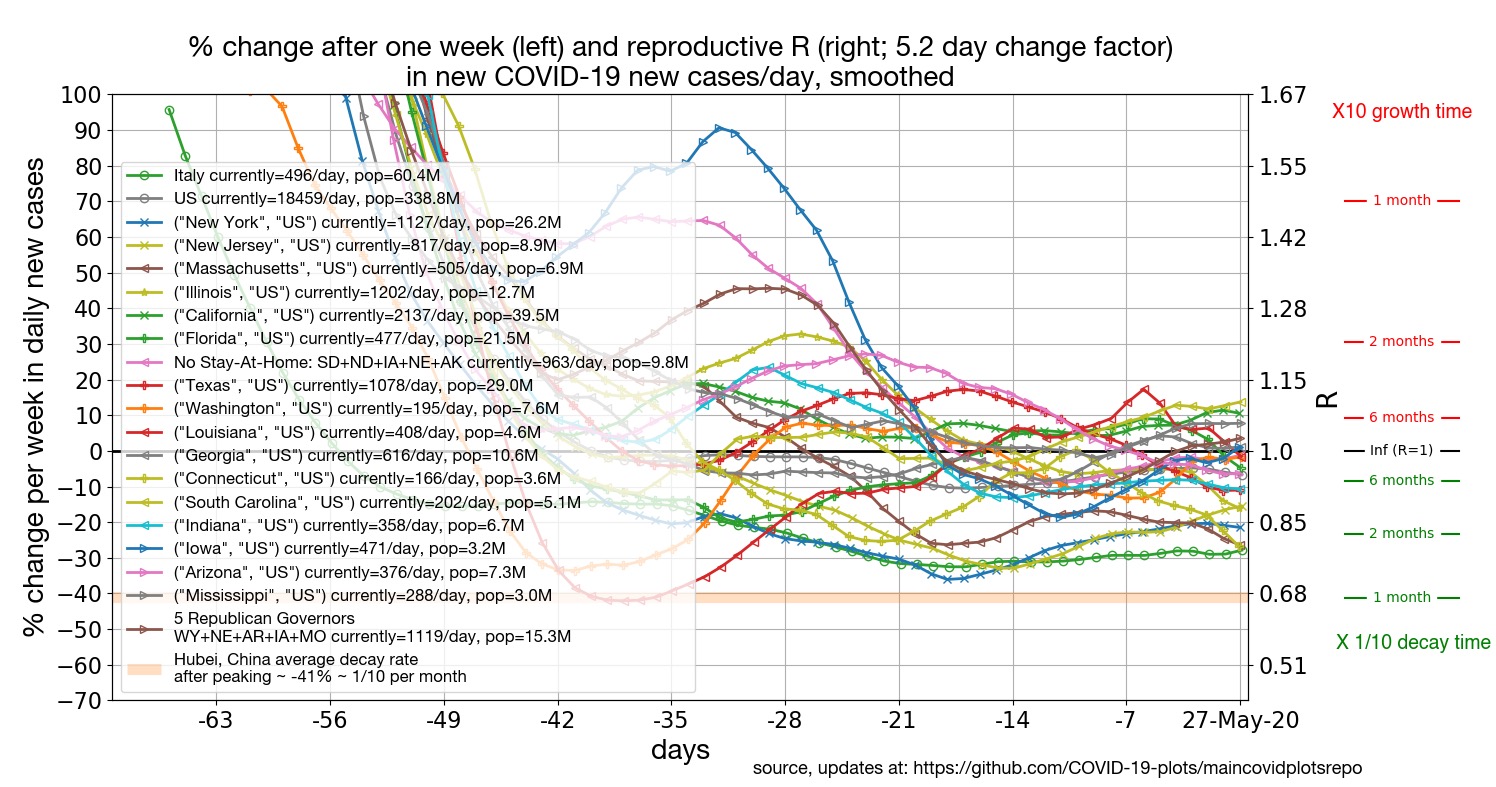 % change after one week (left) and reproductive R (right; 5.2 day change factor)
in new COVID-19 new cases/day, smoothed
% change per week in daily new cases
100
90
80
70
60
50
40
30
20
10
0
−10
−20
−30
−40
−50
−60
−70
Italy currently=496/day, pop=60.4M
US currently=18459/day, pop=338.8M
("New York", "US") currently=1127/day, pop=26.2M
("New Jersey", "US") currently=817/day, pop=8.9M
("Massachusetts", "US") currently=505/day, pop=6.9M
("Illinois", "US") currently=1202/day, pop=12.7M
("California", "US") currently=2137/day, pop=39.5M
("Florida", "US") currently=477/day, pop=21.5M
No Stay-At-Home: SD+ND+IA+NE+AK currently=963/day, pop=9.8M
("Texas", "US") currently=1078/day, pop=29.0M
("Washington", "US") currently=195/day, pop=7.6M
("Louisiana", "US") currently=408/day, pop=4.6M
("Georgia", "US") currently=616/day, pop=10.6M
("Connecticut", "US") currently=166/day, pop=3.6M
("South Carolina", "US") currently=202/day, pop=5.1M
("Indiana", "US") currently=358/day, pop=6.7M
("Iowa", "US") currently=471/day, pop=3.2M
("Arizona", "US") currently=376/day, pop=7.3M
("Mississippi", "US") currently=288/day, pop=3.0M
5 Republican Governors
WY+NE+AR+IA+MO currently=1119/day, pop=15.3M
Hubei, China average decay rate
after peaking ~ -41% ~ 1/10 per month
-63 -56 -49 -42 -35 -28 -21 -14 -7 27-May-20
days
1.67
1.55
1.42
1.28
1.15
1.0
0.85
0.68
0.51
R
X10 growth time
1 month
2 months
6 months
Inf (R=1)
6 months
2 months
1 month
X 1/10 decay time
source, updates at: https://github.com/COVID-19-plots/maincovidplotsrepo